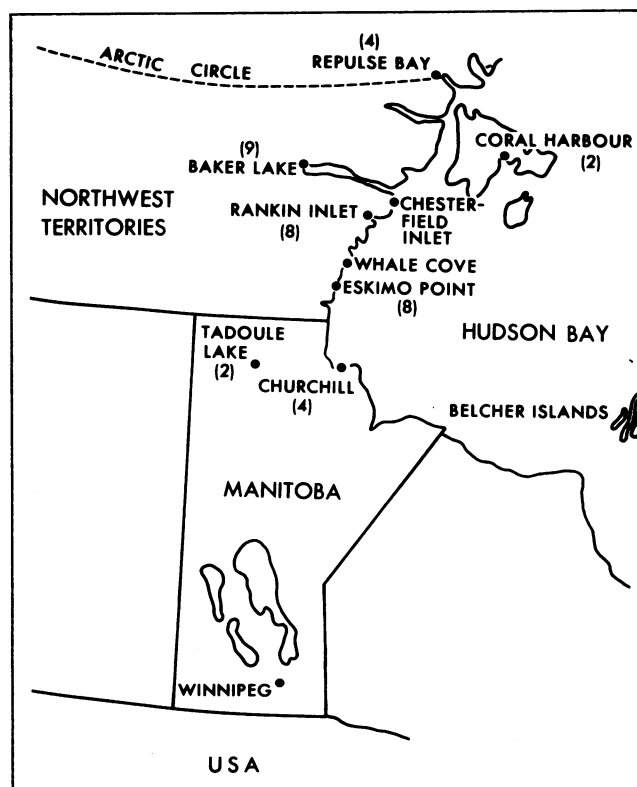 (4)
REPULSE BAY
ARCTIC CIRCLE
CORAL HARBOUR
(2)
(9)
BAKER LAKE
NORTHWEST
TERRITORIES
RANKIN INLET
(8)
CHESTER-
FIELD
INLET
WHALE COVE
ESKIMO POINT
(8)
HUDSON BAY
TADOULE
LAKE
(2)
CHURCHILL
(4)
BELCHER ISLANDS
MANITOBA
WINNIPEG
USA